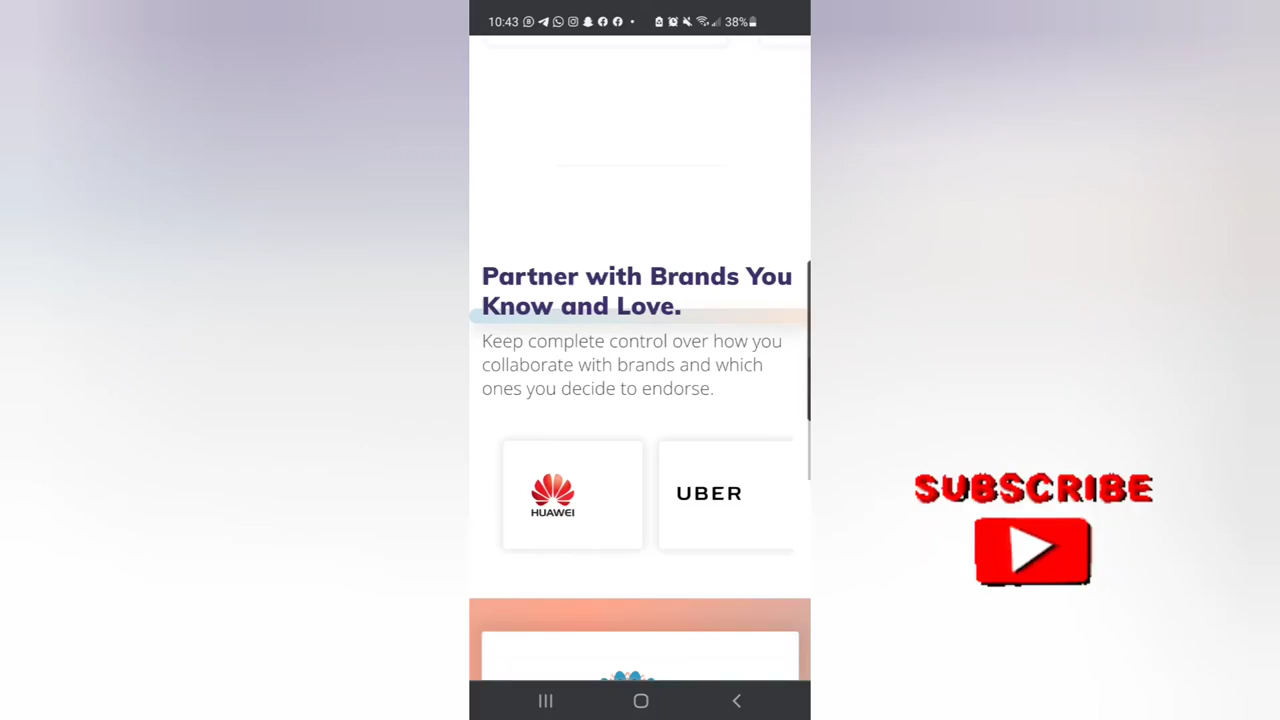 10:43
38%
Partner with Brands You
Know and Love.
Keep complete control over how you
collaborate with brands and which
ones you decide to endorse.
HUAWEI
UBER
SUBSCRIBE